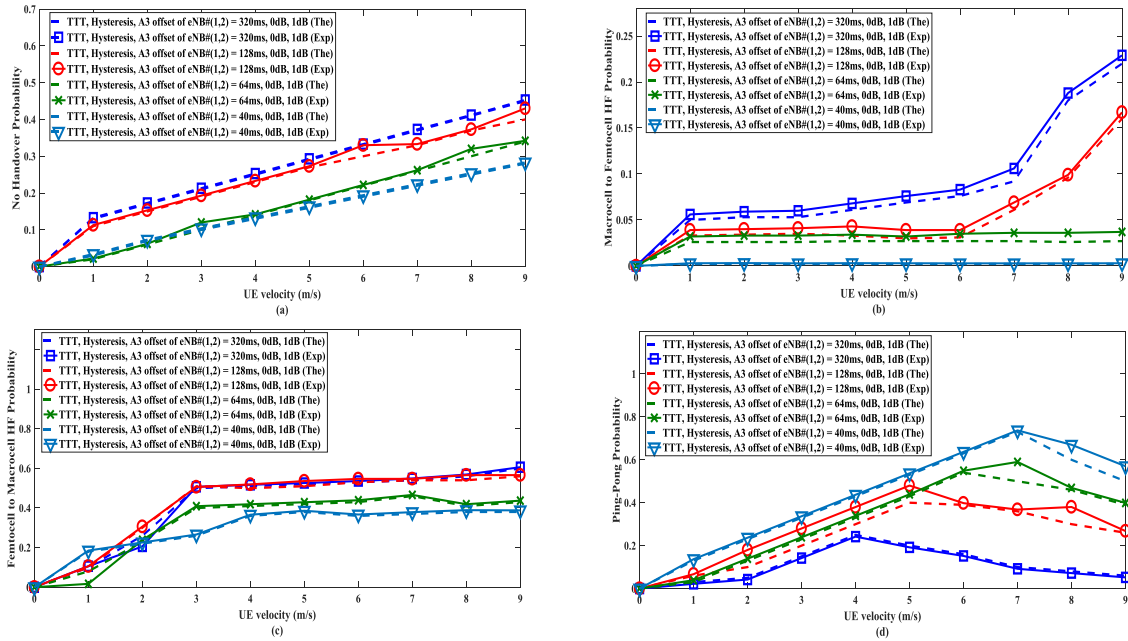 TTT, Hysteresis, A3 offset of eNB#(1,2) = 320ms, 0dB, 1dB (The)
TTT, Hysteresis, A3 offset of eNB#(1,2) = 320ms, 0dB, 1dB (Exp)
TTT, Hysteresis, A3 offset of eNB#(1,2) = 128ms, 0dB, 1dB (The)
TTT, Hysteresis, A3 offset of eNB#(1,2) = 128ms, 0dB, 1dB (Exp)
TTT, Hysteresis, A3 offset of eNB#(1,2) = 64ms, 0dB, 1dB (The)
TTT, Hysteresis, A3 offset of eNB#(1,2) = 64ms, 0dB, 1dB (Exp)
TTT, Hysteresis, A3 offset of eNB#(1,2) = 40ms, 0dB, 1dB (The)
TTT, Hysteresis, A3 offset of eNB#(1,2) = 40ms, 0dB, 1dB (Exp)
No Handover Probability
0.7
0.6
0.5
0.4
0.3
0.2
0.1
0
0 1 2 3 4 5 6 7 8 9
UE velocity (m/s)
(a)
TTT, Hysteresis, A3 offset of eNB#(1,2) = 320ms, 0dB, 1dB (The)
TTT, Hysteresis, A3 offset of eNB#(1,2) = 320ms, 0dB, 1dB (Exp)
TTT, Hysteresis, A3 offset of eNB#(1,2) = 128ms, 0dB, 1dB (The)
TTT, Hysteresis, A3 offset of eNB#(1,2) = 128ms, 0dB, 1dB (Exp)
TTT, Hysteresis, A3 offset of eNB#(1,2) = 64ms, 0dB, 1dB (The)
TTT, Hysteresis, A3 offset of eNB#(1,2) = 64ms, 0dB, 1dB (Exp)
TTT, Hysteresis, A3 offset of eNB#(1,2) = 40ms, 0dB, 1dB (The)
TTT, Hysteresis, A3 offset of eNB#(1,2) = 40ms, 0dB, 1dB (Exp)
Macrocell to Femtocell HF Probability
0.25
0.2
0.15
0.1
0.05
0
0 1 2 3 4 5 6 7 8 9
UE velocity (m/s)
(b)
TTT, Hysteresis, A3 offset of eNB#(1,2) = 320ms, 0dB, 1dB (The)
TTT, Hysteresis, A3 offset of eNB#(1,2) = 320ms, 0dB, 1dB (Exp)
TTT, Hysteresis, A3 offset of eNB#(1,2) = 128ms, 0dB, 1dB (The)
TTT, Hysteresis, A3 offset of eNB#(1,2) = 128ms, 0dB, 1dB (Exp)
TTT, Hysteresis, A3 offset of eNB#(1,2) = 64ms, 0dB, 1dB (The)
TTT, Hysteresis, A3 offset of eNB#(1,2) = 64ms, 0dB, 1dB (Exp)
TTT, Hysteresis, A3 offset of eNB#(1,2) = 40ms, 0dB, 1dB (The)
TTT, Hysteresis, A3 offset of eNB#(1,2) = 40ms, 0dB, 1dB (Exp)
Femtocell to Macrocell HF Probability
1
0.8
0.6
0.4
0.2
0
0 1 2 3 4 5 6 7 8 9
UE velocity (m/s)
(c)
TTT, Hysteresis, A3 offset of eNB#(1,2) = 320ms, 0dB, 1dB (The)
TTT, Hysteresis, A3 offset of eNB#(1,2) = 320ms, 0dB, 1dB (Exp)
TTT, Hysteresis, A3 offset of eNB#(1,2) = 128ms, 0dB, 1dB (The)
TTT, Hysteresis, A3 offset of eNB#(1,2) = 128ms, 0dB, 1dB (Exp)
TTT, Hysteresis, A3 offset of eNB#(1,2) = 64ms, 0dB, 1dB (The)
TTT, Hysteresis, A3 offset of eNB#(1,2) = 64ms, 0dB, 1dB (Exp)
TTT, Hysteresis, A3 offset of eNB#(1,2) = 40ms, 0dB, 1dB (The)
TTT, Hysteresis, A3 offset of eNB#(1,2) = 40ms, 0dB, 1dB (Exp)
Ping-Pong Probability
1
0.8
0.6
0.4
0.2
0
0 1 2 3 4 5 6 7 8 9
UE velocity (m/s)
(d)